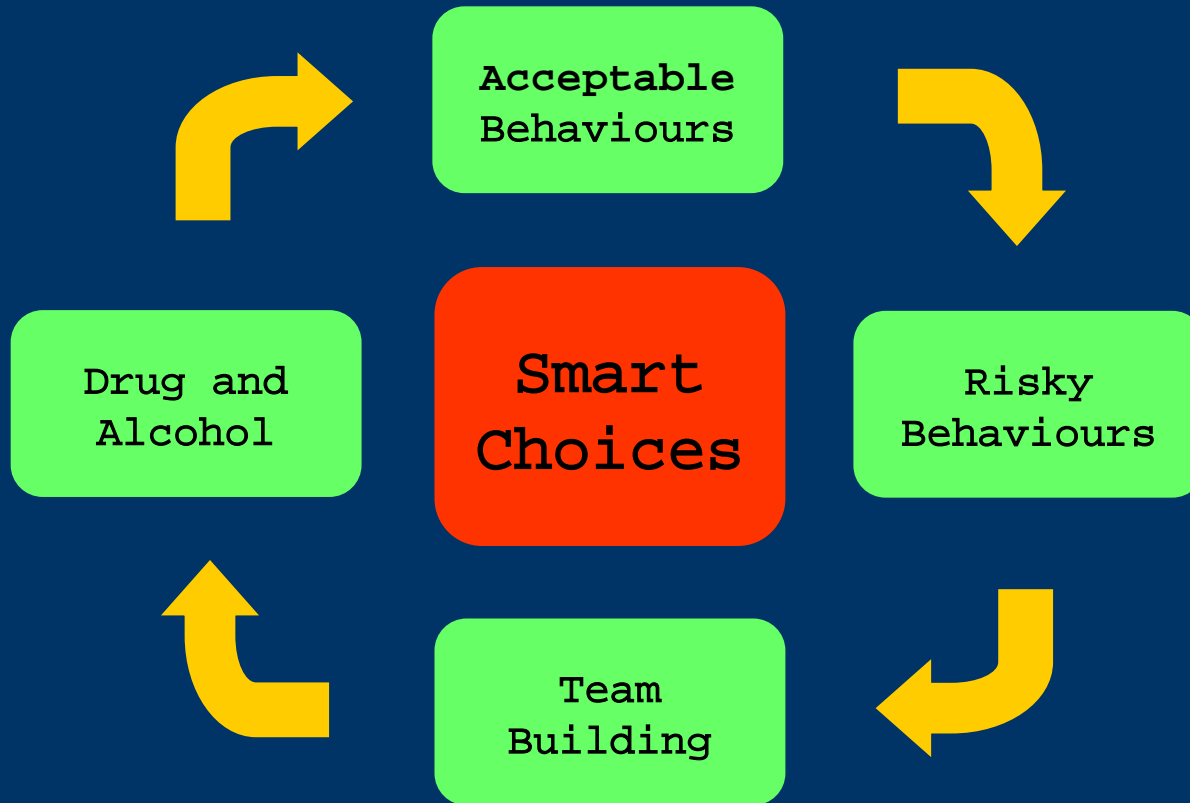 Acceptable
Behaviours
Drug and
Alcohol
Smart
Choices
Risky
Behaviours
Team
Building